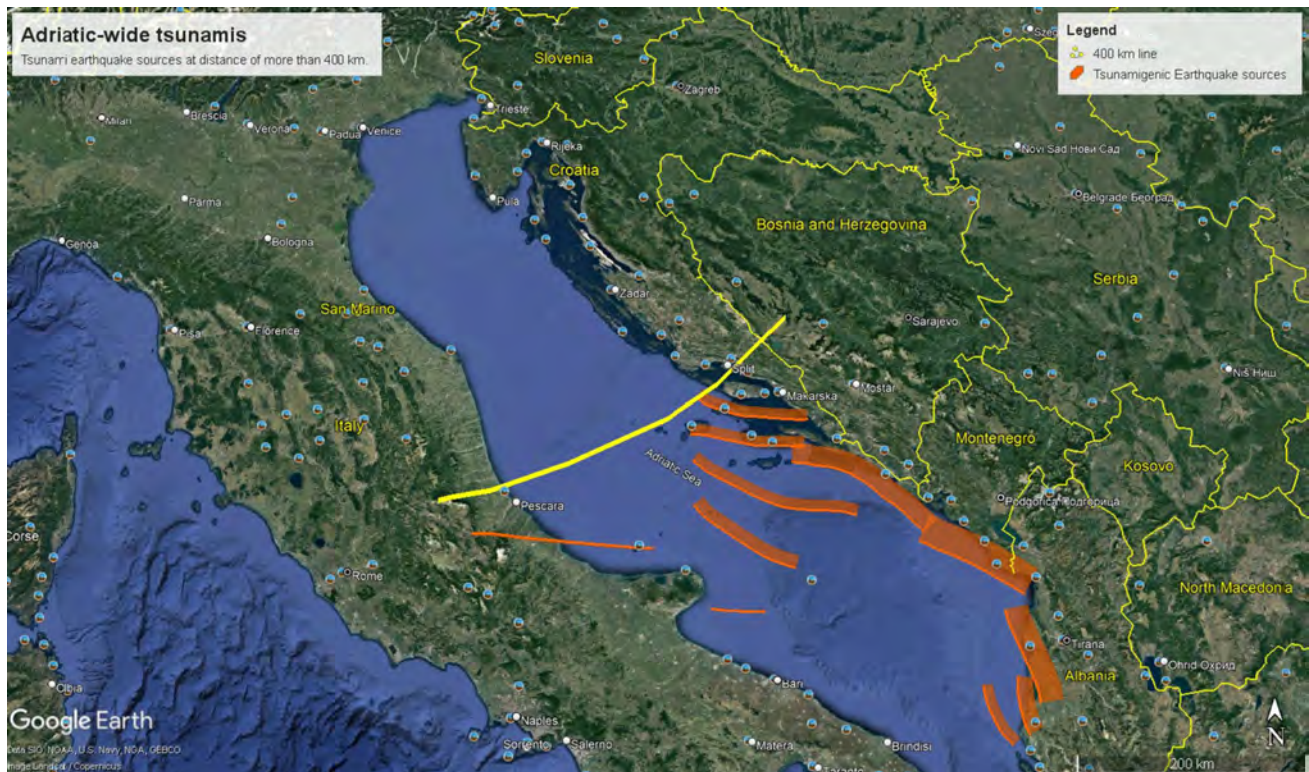 Adriatic-wide tsunamis
Tsunami earthquake sources at distance of more than 400 km.
Legend
400 km line
Tsunamigenic Earthquake sources
Slovenia
Zagreb
Trieste
Milan
Brescia
Verona
Padua
Venice
Rijeka
Croatia
Novi Sad Нови Сад
Pula
Belgrade Београд
Parma
Bosnia and Herzegovina
Genoa
Bologna
Serbia
Zadar
San Marino
Sarajevo
Pisa
Florence
Split
Niš Ниш
Mostar
Makarska
Italy
Montenegro
Adriatic Sea
Kosovo
Pescara
Podgorica Подгорица
Corse
Rome
North Macedonia
Tirana
Ohrid Охрид
Albania
Olbia
Bari
Google Earth
Naples
Sorrento
Salerno
Matera
Brindisi
Data SIO, NOAA, U.S. Navy, NGA, GEBCO
Image Landsat / Copernicus
Taranto
200 km
N